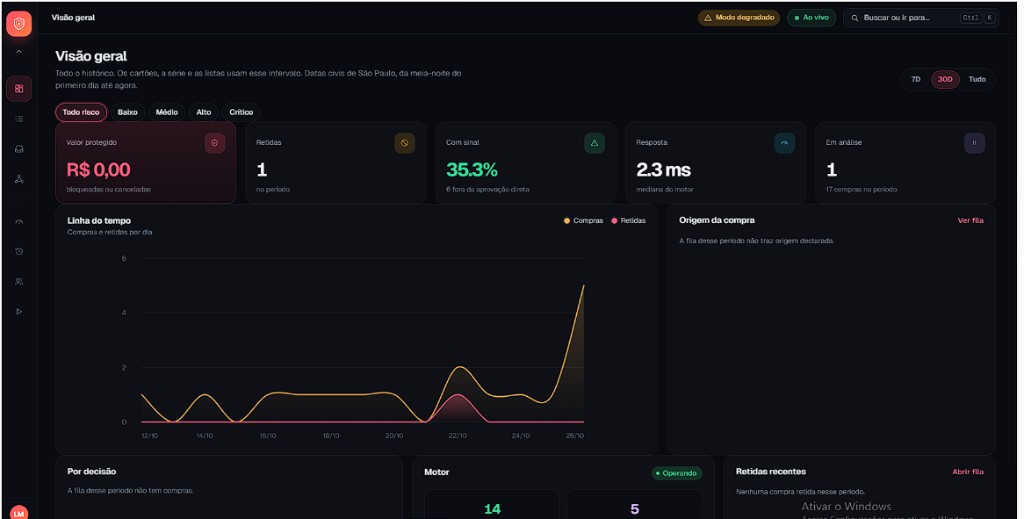 Visão geral
Modo degradado
Ao vivo
Buscar ou ir para...
Ctrl K
Visão geral
Todo o histórico. Os cartões, a série e as listas usam esse intervalo. Datas civis de São Paulo, da meia-noite do
primeiro dia até agora.
7D 30D Tudo
Todo risco Baixo Médio Alto Crítico
Valor protegido
R$ 0,00
bloqueadas ou canceladas
Retidas
1
no período
Com sinal
35.3%
6 fora da aprovação direta
Resposta
2.3 ms
mediana do motor
Em análise
1
17 compras no período
Linha do tempo
Compras e retidas por dia
Compras Retidas
6
4
2
0
12/10 14/10 16/10 18/10 20/10 22/10 24/10 26/10
Origem da compra
Ver fila
A fila desse período não traz origem declarada.
Por decisão
A fila desse período não tem compras.
Motor
Operando
14
5
Retidas recentes
Abrir fila
Nenhuma compra retida nesse período.
Ativar o Windows
LM